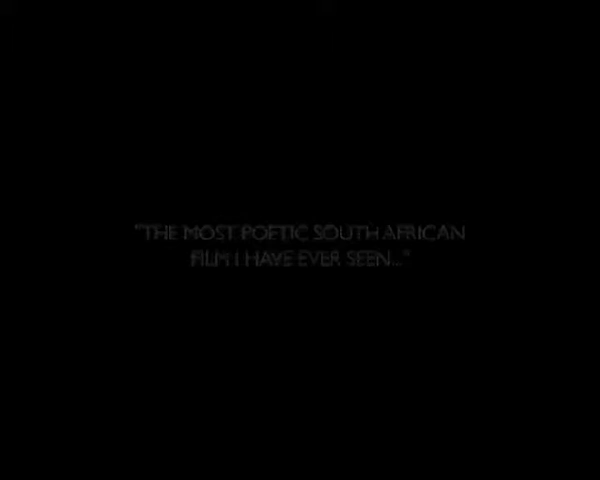 "THE MOST POETIC SOUTH AFRICAN
FILM I HAVE EVER SEEN..."